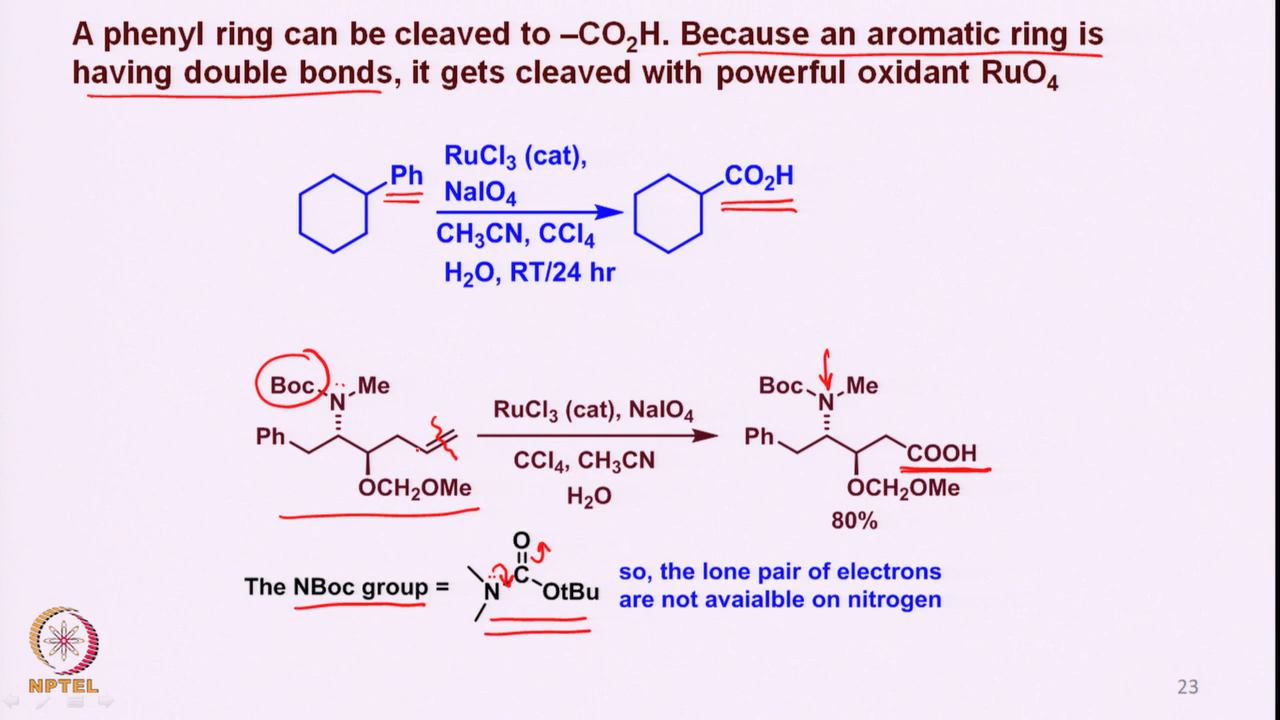 A phenyl ring can be cleaved to –CO₂H. Because an aromatic ring is
having double bonds, it gets cleaved with powerful oxidant RuO₄
Ph
RuCl₃ (cat),
NaIO₄
CH₃CN, CCl₄
H₂O, RT/24 hr
CO₂H
Boc
N
Me
Ph
OCH₂OMe
RuCl₃ (cat), NaIO₄
CCl₄, CH₃CN
H₂O
Boc
N
Me
Ph
COOH
OCH₂OMe
80%
The NBoc group =
O
C
N
OtBu
so, the lone pair of electrons
are not avaialble on nitrogen
NPTEL
23